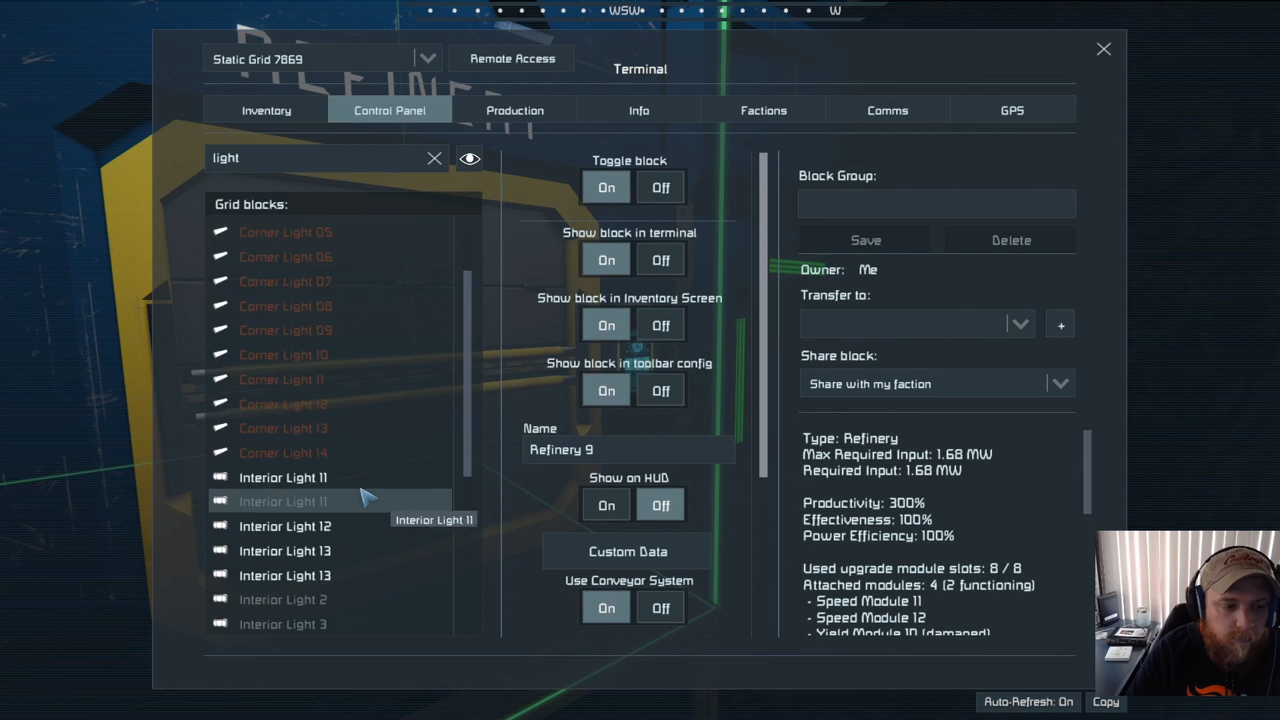 WSW
W
REFINERY
Static Grid 7869
Remote Access
Terminal
Inventory
Control Panel
Production
Info
Factions
Comms
GPS
light
Grid blocks:
Corner Light 05
Corner Light 06
Corner Light 07
Corner Light 08
Corner Light 09
Corner Light 10
Corner Light 11
Corner Light 12
Corner Light 13
Corner Light 14
Interior Light 11
Interior Light 11
Interior Light 12
Interior Light 13
Interior Light 13
Interior Light 2
Interior Light 3
Interior Light 11
Toggle block
On Off
Show block in terminal
On Off
Show block in Inventory Screen
On Off
Show block in toolbar config
On Off
Name
Refinery 9
Show on HUD
On Off
Custom Data
Use Conveyor System
On Off
Block Group:
Save Delete
Owner: Me
Transfer to:
+
Share block:
Share with my faction
Type: Refinery
Max Required Input: 1.68 MW
Required Input: 1.68 MW
Productivity: 300%
Effectiveness: 100%
Power Efficiency: 100%
Used upgrade module slots: 8 / 8
Attached modules: 4 (2 functioning)
- Speed Module 11
- Speed Module 12
- Yield Module 10 (damaged)
Auto-Refresh: On
Copy